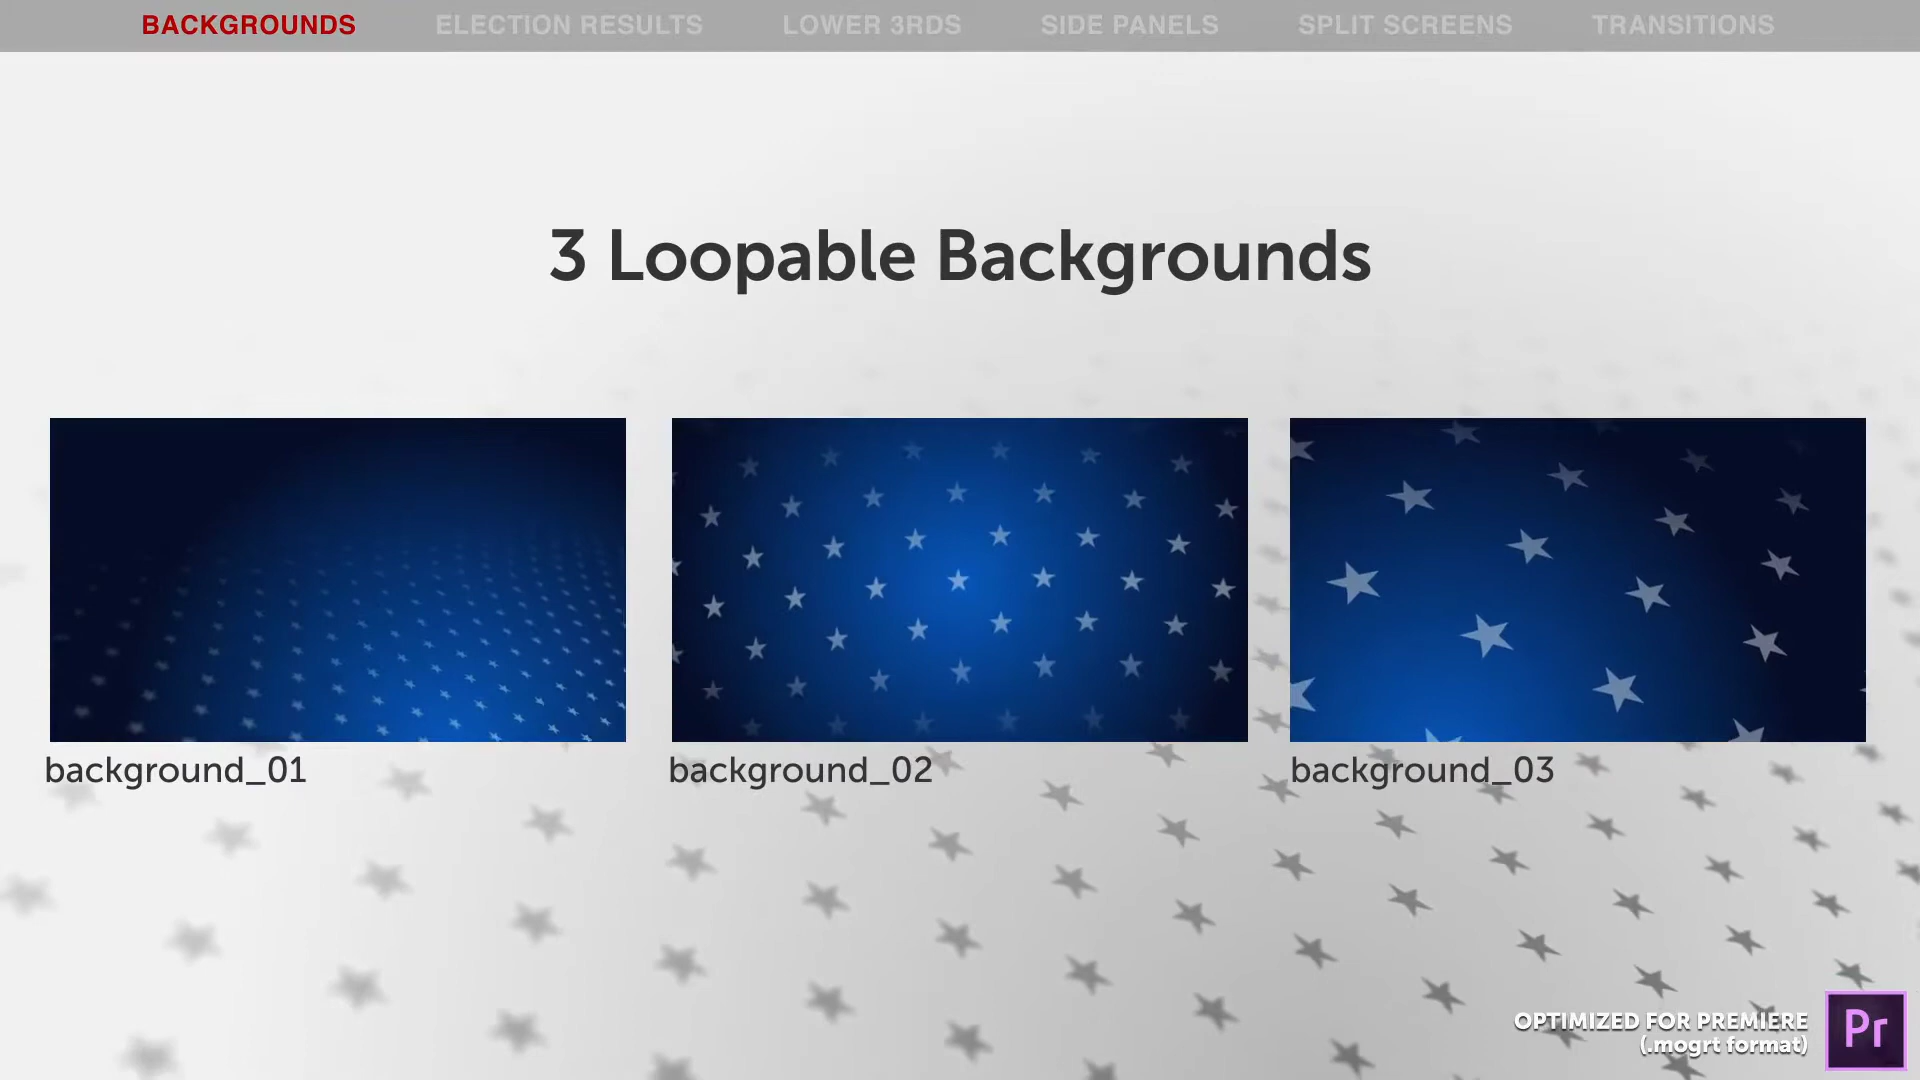 BACKGROUNDS ELECTION RESULTS LOWER 3RDS SIDE PANELS SPLIT SCREENS TRANSITIONS
3 Loopable Backgrounds
background_01 background_02 background_03
OPTIMIZED FOR PREMIERE
(.mogrt format)
Pr